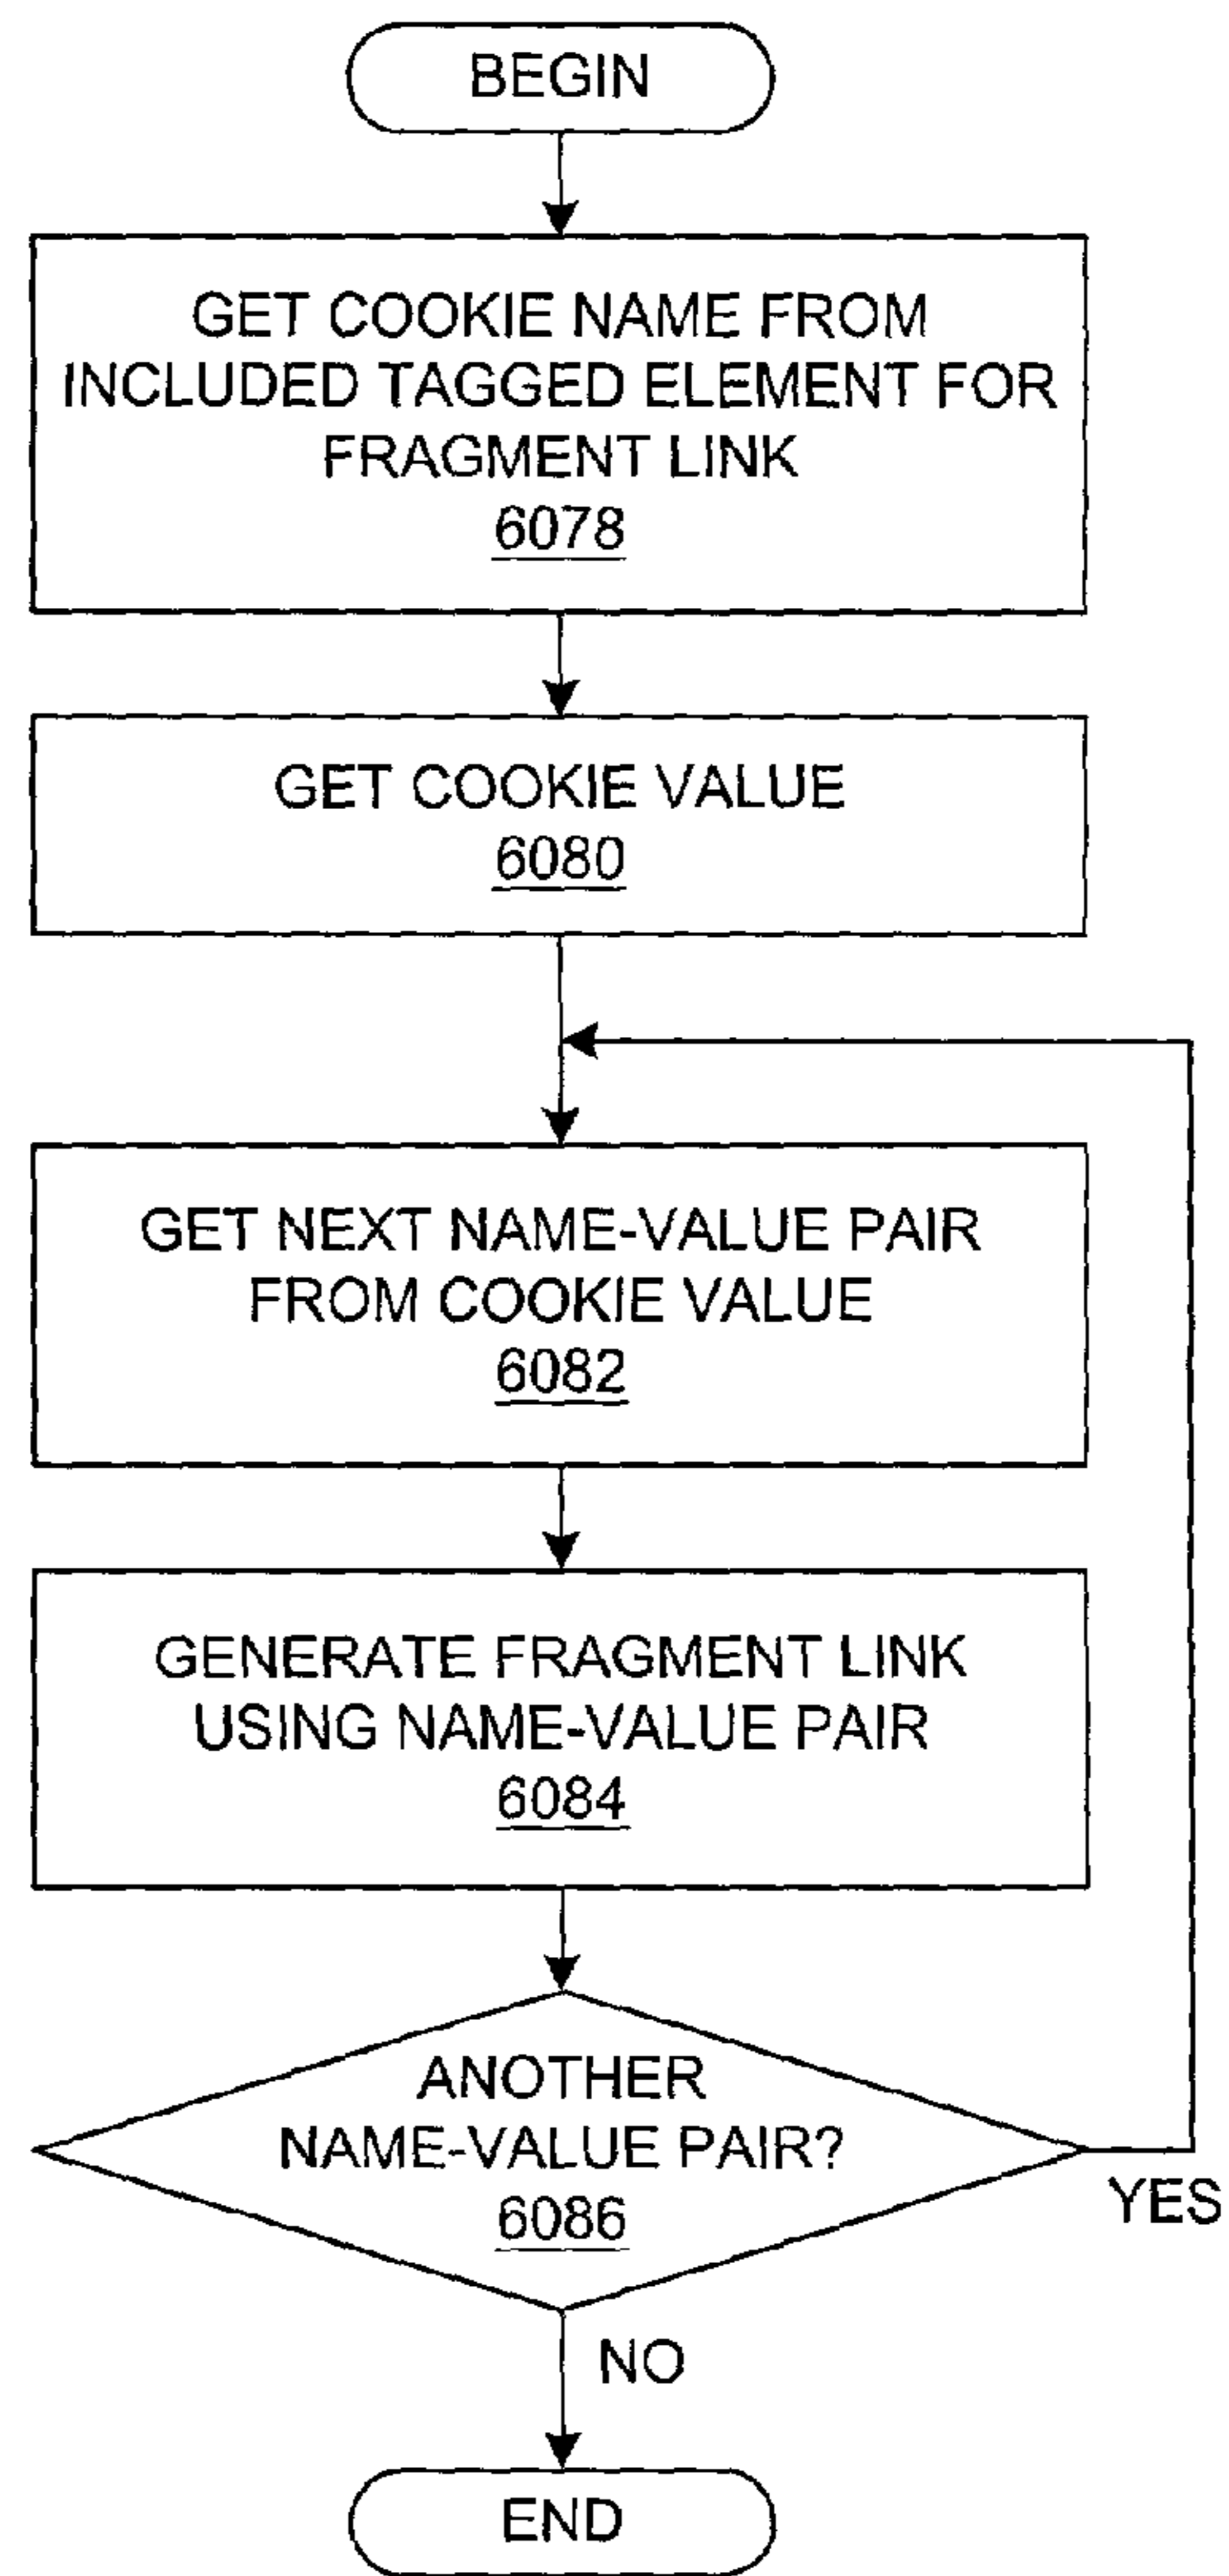 BEGIN
GET COOKIE NAME FROM
INCLUDED TAGGED ELEMENT FOR
FRAGMENT LINK
6078
GET COOKIE VALUE
6080
GET NEXT NAME-VALUE PAIR
FROM COOKIE VALUE
6082
GENERATE FRAGMENT LINK
USING NAME-VALUE PAIR
6084
ANOTHER
NAME-VALUE PAIR?
6086
YES
NO
END